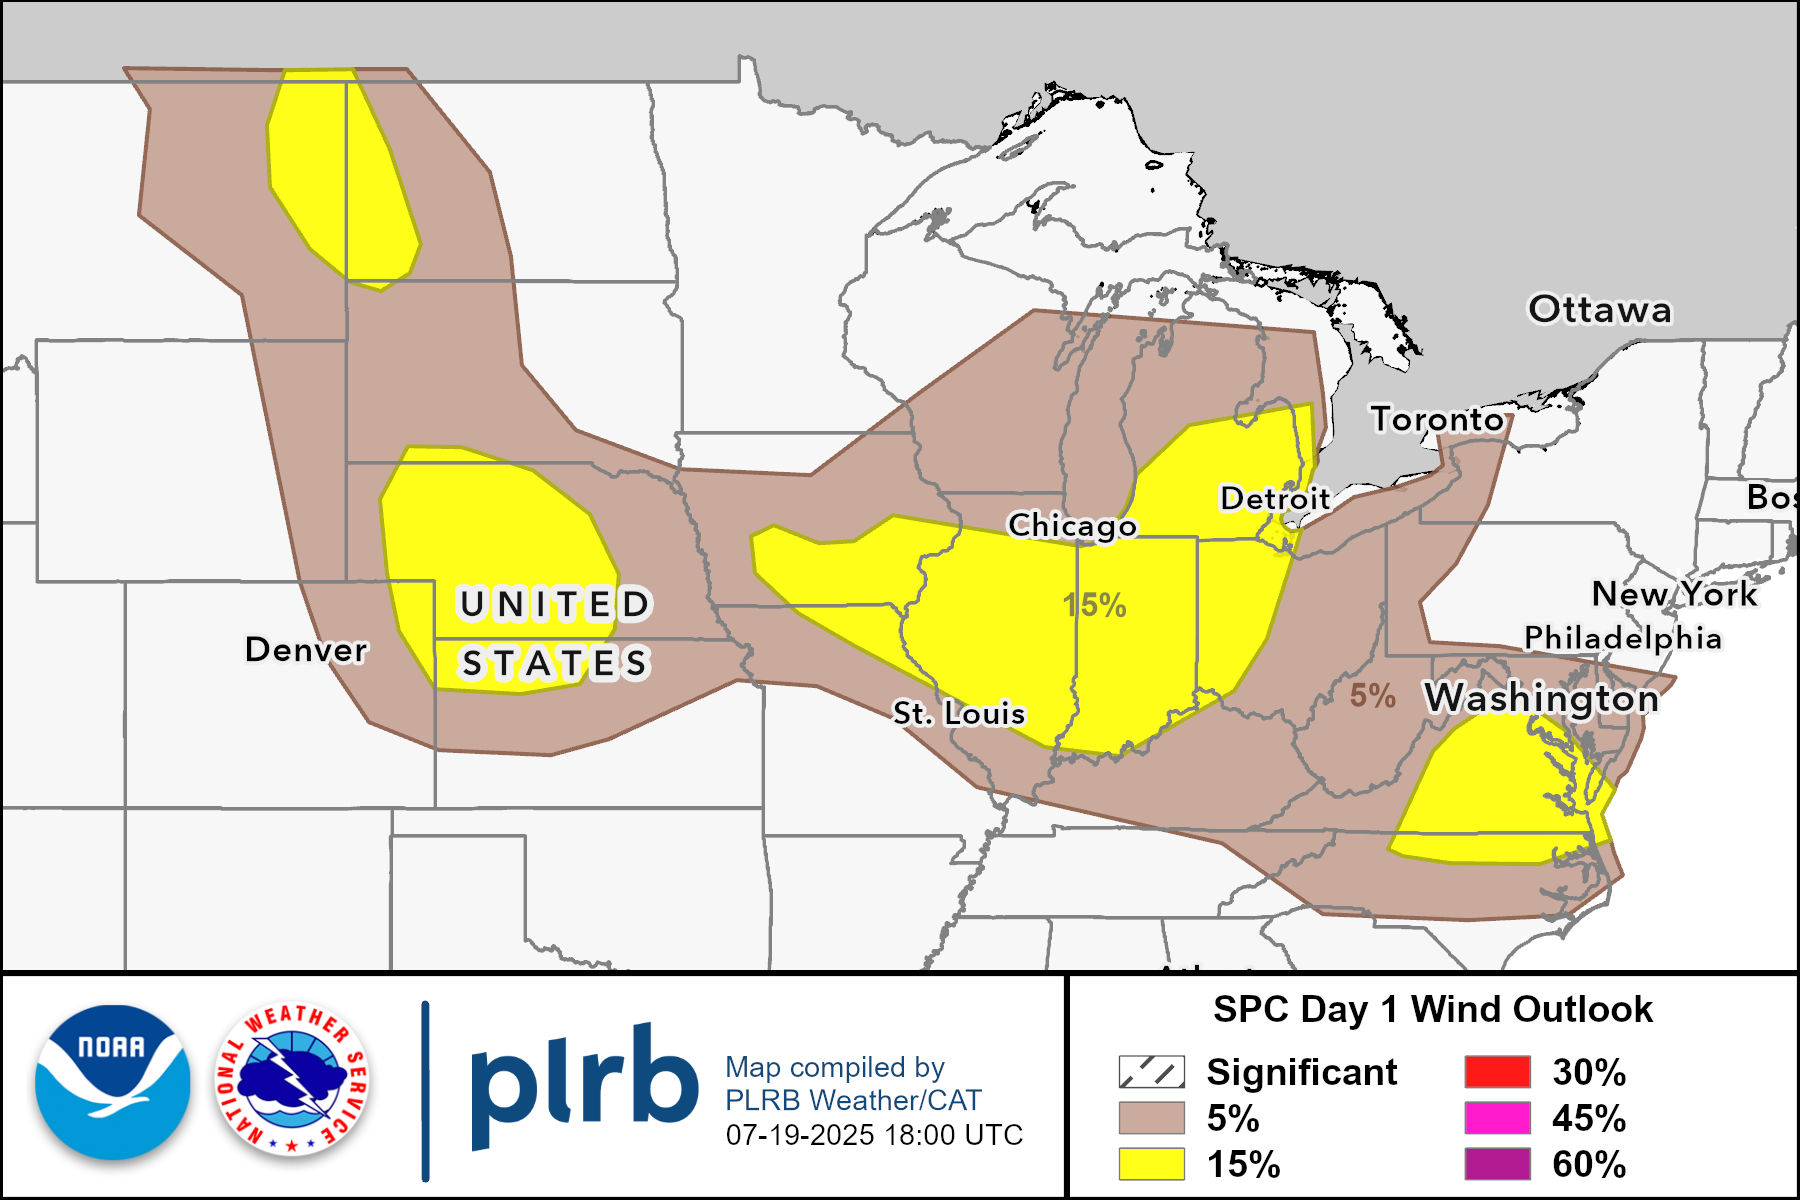 Ottawa
Toronto
Detroit
Bos
Chicago
15%
New York
UNITED
STATES
Denver
Philadelphia
5%
Washington
St. Louis
NOAA
NATIONAL WEATHER SERVICE
plrb
Map compiled by
PLRB Weather/CAT
07-19-2025 18:00 UTC
SPC Day 1 Wind Outlook
Significant
5%
15%
30%
45%
60%